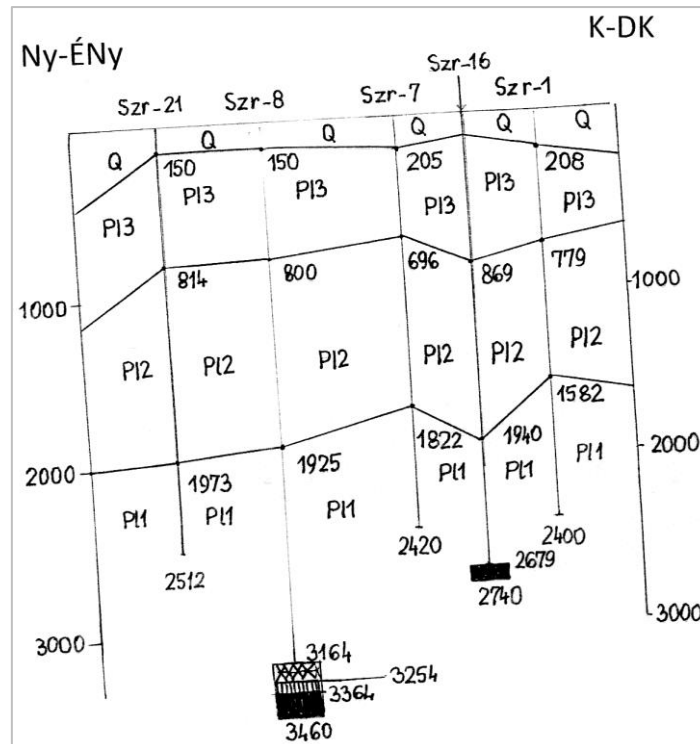 Ny-ÉNy
K-DK
Szr-21
Szr-8
Szr-7
Szr-16
Szr-1
Q
Q
Q
Q
Q
Q
150
150
205
208
Pl3
Pl3
Pl3
Pl3
Pl3
Pl3
814
800
696
869
779
1000
1000
Pl2
Pl2
Pl2
Pl2
Pl2
Pl2
2000
1973
1925
1822
1940
1582
2000
Pl1
Pl1
Pl1
Pl1
Pl1
Pl1
2512
2420
2679
2400
2740
3000
3000
3164
3254
3364
3460